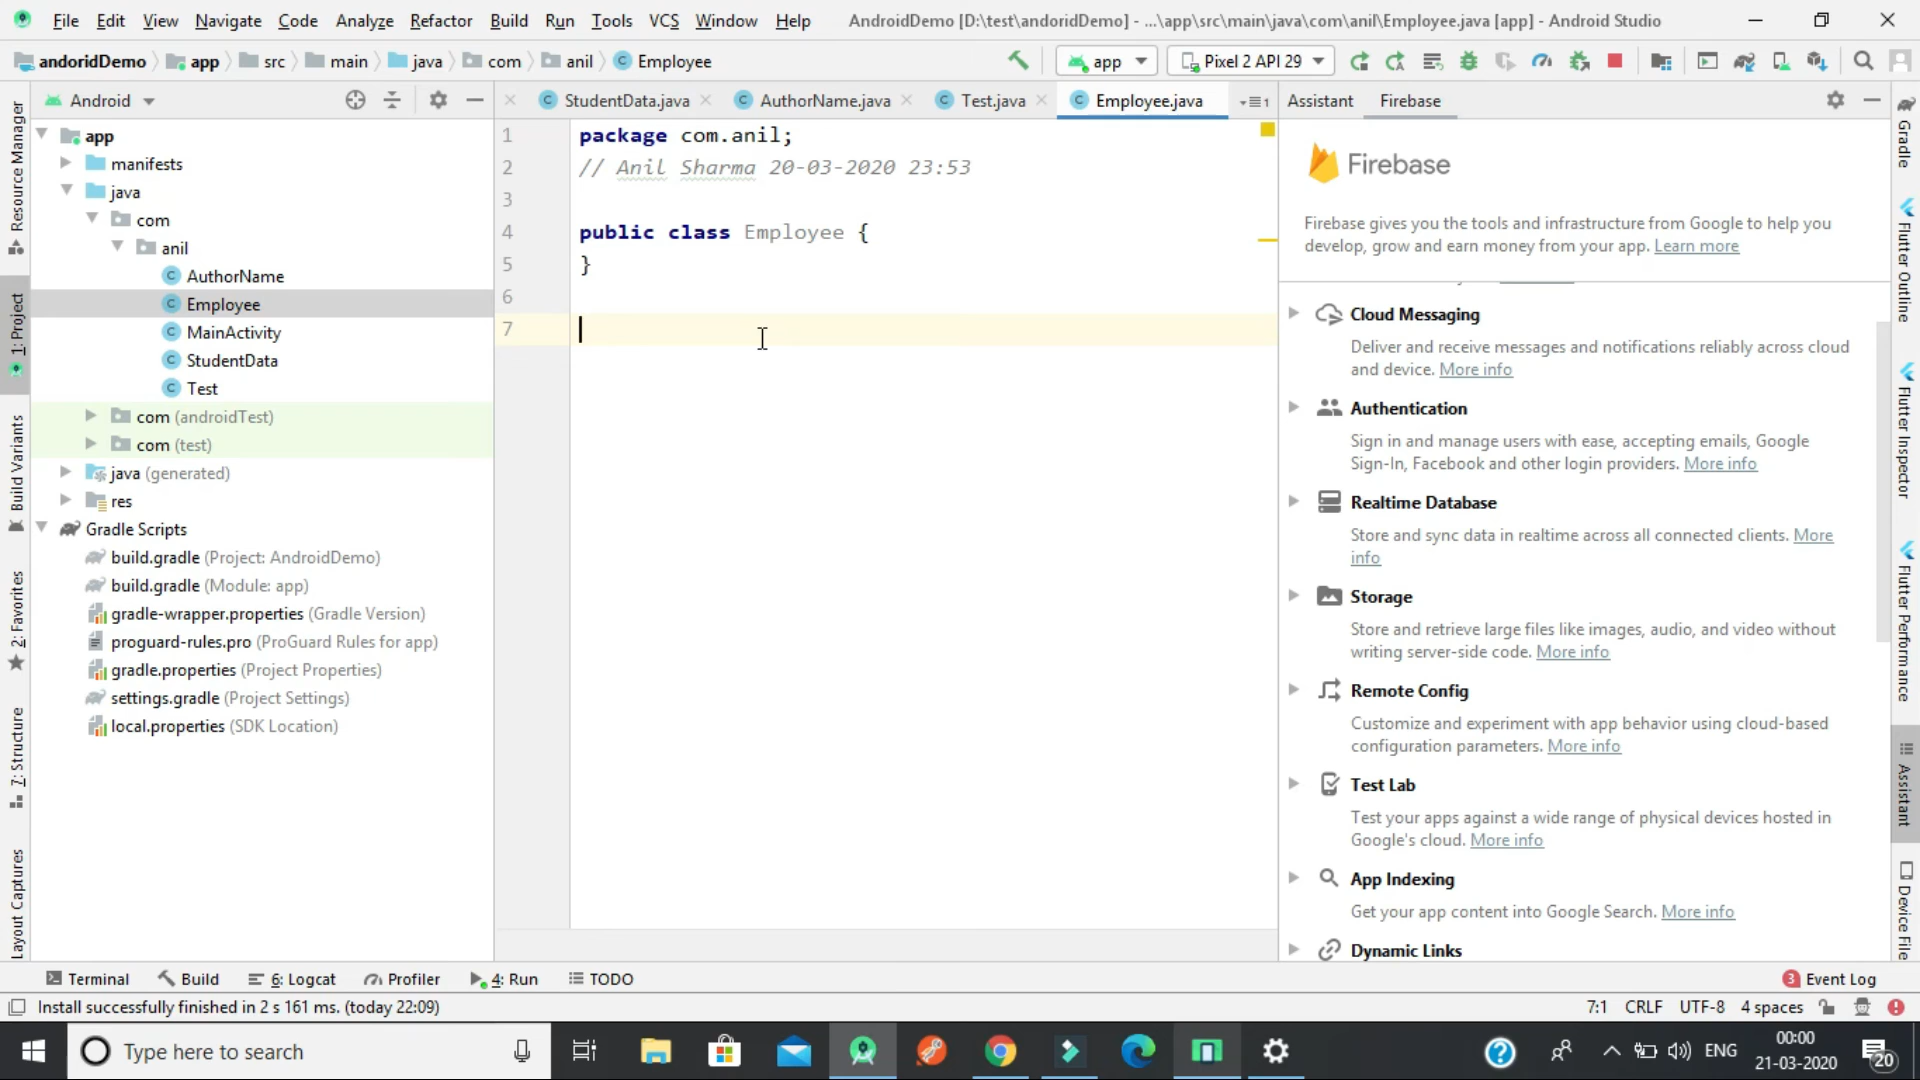 File Edit View Navigate Code Analyze Refactor Build Run Tools VCS Window Help AndroidDemo [D:\test\andoridDemo] - ...\app\src\main\java\com\anil\Employee.java [app] - Android Studio
andoridDemo app src main java com anil Employee app Pixel 2 API 29
Android
StudentData.java AuthorName.java Test.java Employee.java 1
Assistant Firebase
Resource Manager
1: Project
Build Variants
2: Favorites
7: Structure
Layout Captures
app
manifests
java
com
anil
AuthorName
Employee
MainActivity
StudentData
Test
com (androidTest)
com (test)
java (generated)
res
Gradle Scripts
build.gradle (Project: AndroidDemo)
build.gradle (Module: app)
gradle-wrapper.properties (Gradle Version)
proguard-rules.pro (ProGuard Rules for app)
gradle.properties (Project Properties)
settings.gradle (Project Settings)
local.properties (SDK Location)
1 package com.anil;
2 // Anil Sharma 20-03-2020 23:53
3
4 public class Employee {
5 }
6
7
Firebase
Firebase gives you the tools and infrastructure from Google to help you
develop, grow and earn money from your app. Learn more
Cloud Messaging
Deliver and receive messages and notifications reliably across cloud
and device. More info
Authentication
Sign in and manage users with ease, accepting emails, Google
Sign-In, Facebook and other login providers. More info
Realtime Database
Store and sync data in realtime across all connected clients. More
info
Storage
Store and retrieve large files like images, audio, and video without
writing server-side code. More info
Remote Config
Customize and experiment with app behavior using cloud-based
configuration parameters. More info
Test Lab
Test your apps against a wide range of physical devices hosted in
Google's cloud. More info
App Indexing
Get your app content into Google Search. More info
Dynamic Links
Gradle
Flutter Outline
Flutter Inspector
Flutter Performance
Assistant
Device File
Terminal Build 6: Logcat Profiler 4: Run TODO 3 Event Log
Install successfully finished in 2 s 161 ms. (today 22:09) 7:1 CRLF UTF-8 4 spaces
Type here to search
ENG
00:00
21-03-2020
20